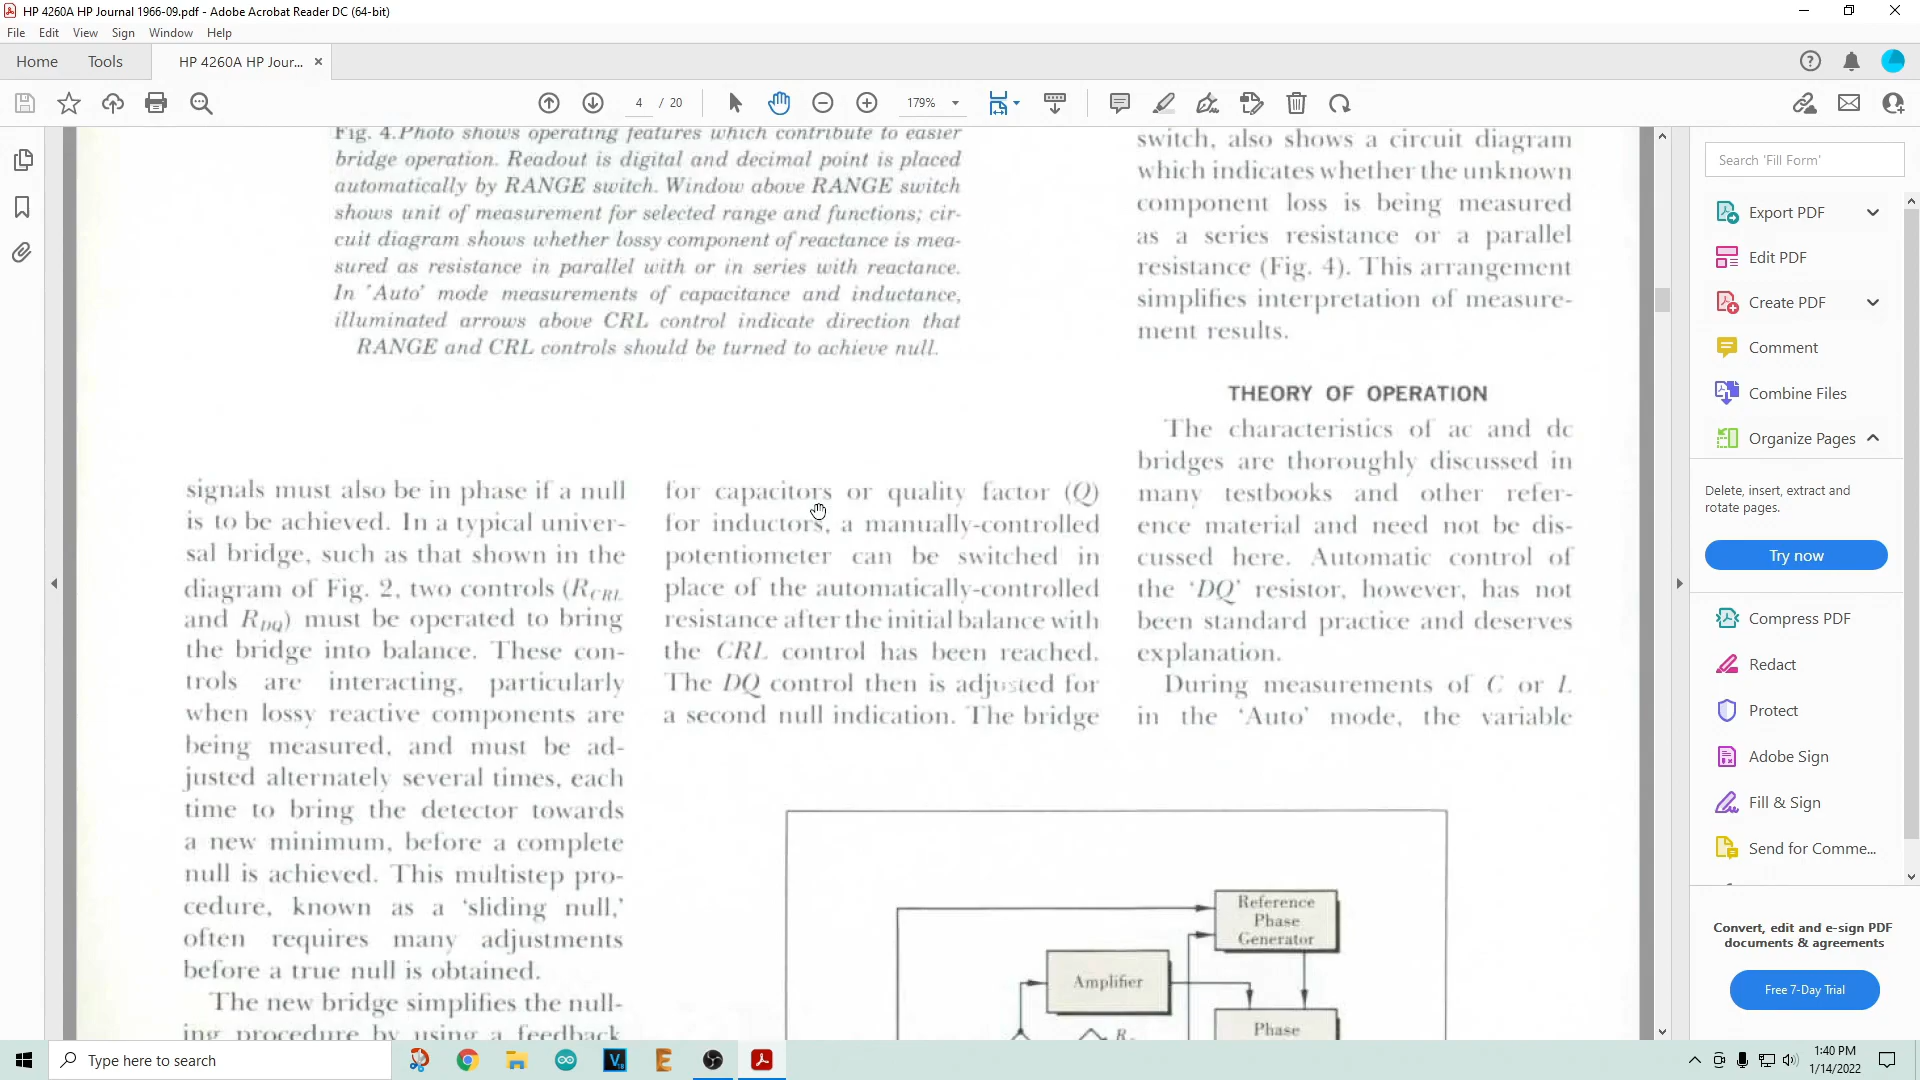 HP 4260A HP Journal 1966-09.pdf - Adobe Acrobat Reader DC (64-bit)
File Edit View Sign Window Help
Home Tools HP 4260A HP Jour... ×
4 / 20 179%
Fig. 4. Photo shows operating features which contribute to easier
bridge operation. Readout is digital and decimal point is placed
automatically by RANGE switch. Window above RANGE switch
shows unit of measurement for selected range and functions; cir-
cuit diagram shows whether lossy component of reactance is mea-
sured as resistance in parallel with or in series with reactance.
In 'Auto' mode measurements of capacitance and inductance,
illuminated arrows above CRL control indicate direction that
RANGE and CRL controls should be turned to achieve null.
signals must also be in phase if a null
is to be achieved. In a typical univer-
sal bridge, such as that shown in the
diagram of Fig. 2, two controls (RCRL
and RDQ) must be operated to bring
the bridge into balance. These con-
trols are interacting, particularly
when lossy reactive components are
being measured, and must be ad-
justed alternately several times, each
time to bring the detector towards
a new minimum, before a complete
null is achieved. This multistep pro-
cedure, known as a 'sliding null,'
often requires many adjustments
before a true null is obtained.
The new bridge simplifies the null-
ing procedure by using a feedback
for capacitors or quality factor (Q)
for inductors, a manually-controlled
potentiometer can be switched in
place of the automatically-controlled
resistance after the initial balance with
the CRL control has been reached.
The DQ control then is adjusted for
a second null indication. The bridge
switch, also shows a circuit diagram
which indicates whether the unknown
component loss is being measured
as a series resistance or a parallel
resistance (Fig. 4). This arrangement
simplifies interpretation of measure-
ment results.
THEORY OF OPERATION
The characteristics of ac and dc
bridges are thoroughly discussed in
many testbooks and other refer-
ence material and need not be dis-
cussed here. Automatic control of
the 'DQ' resistor, however, has not
been standard practice and deserves
explanation.
During measurements of C or L
in the 'Auto' mode, the variable
Reference
Phase
Generator
Amplifier
Phase
Search 'Fill Form'
Export PDF
Edit PDF
Create PDF
Comment
Combine Files
Organize Pages
Delete, insert, extract and
rotate pages.
Try now
Compress PDF
Redact
Protect
Adobe Sign
Fill & Sign
Send for Comme...
Convert, edit and e-sign PDF
documents & agreements
Free 7-Day Trial
Type here to search
1:40 PM
1/14/2022